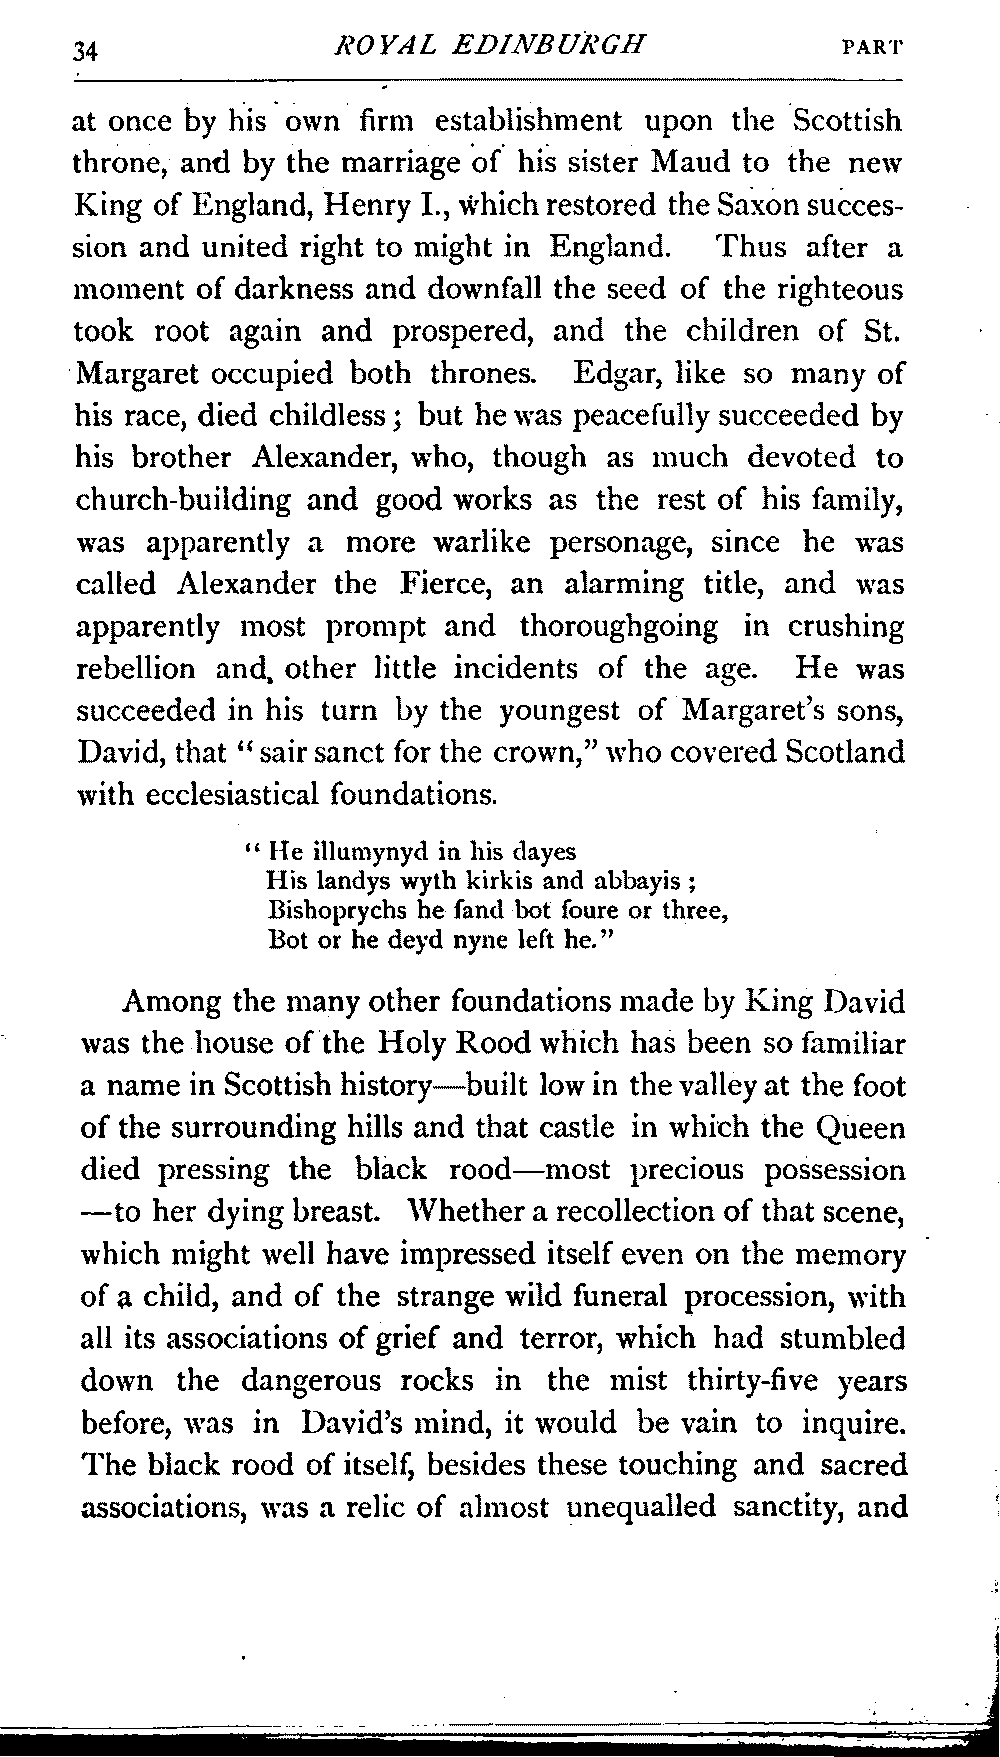 34 ROYAL EDINBURGH PART
at once by his own firm establishment upon the Scottish
throne, and by the marriage of his sister Maud to the new
King of England, Henry I., which restored the Saxon succes-
sion and united right to might in England. Thus after a
moment of darkness and downfall the seed of the righteous
took root again and prospered, and the children of St.
Margaret occupied both thrones. Edgar, like so many of
his race, died childless; but he was peacefully succeeded by
his brother Alexander, who, though as much devoted to
church-building and good works as the rest of his family,
was apparently a more warlike personage, since he was
called Alexander the Fierce, an alarming title, and was
apparently most prompt and thoroughgoing in crushing
rebellion and, other little incidents of the age. He was
succeeded in his turn by the youngest of Margaret's sons,
David, that "sair sanct for the crown," who covered Scotland
with ecclesiastical foundations.
"He illumynyd in his dayes
His landys wyth kirkis and abbayis;
Bishoprychs he fand bot foure or three,
Bot or he deyd nyne left he."
Among the many other foundations made by King David
was the house of the Holy Rood which has been so familiar
a name in Scottish history—built low in the valley at the foot
of the surrounding hills and that castle in which the Queen
died pressing the black rood—most precious possession
—to her dying breast. Whether a recollection of that scene,
which might well have impressed itself even on the memory
of a child, and of the strange wild funeral procession, with
all its associations of grief and terror, which had stumbled
down the dangerous rocks in the mist thirty-five years
before, was in David's mind, it would be vain to inquire.
The black rood of itself, besides these touching and sacred
associations, was a relic of almost unequalled sanctity, and